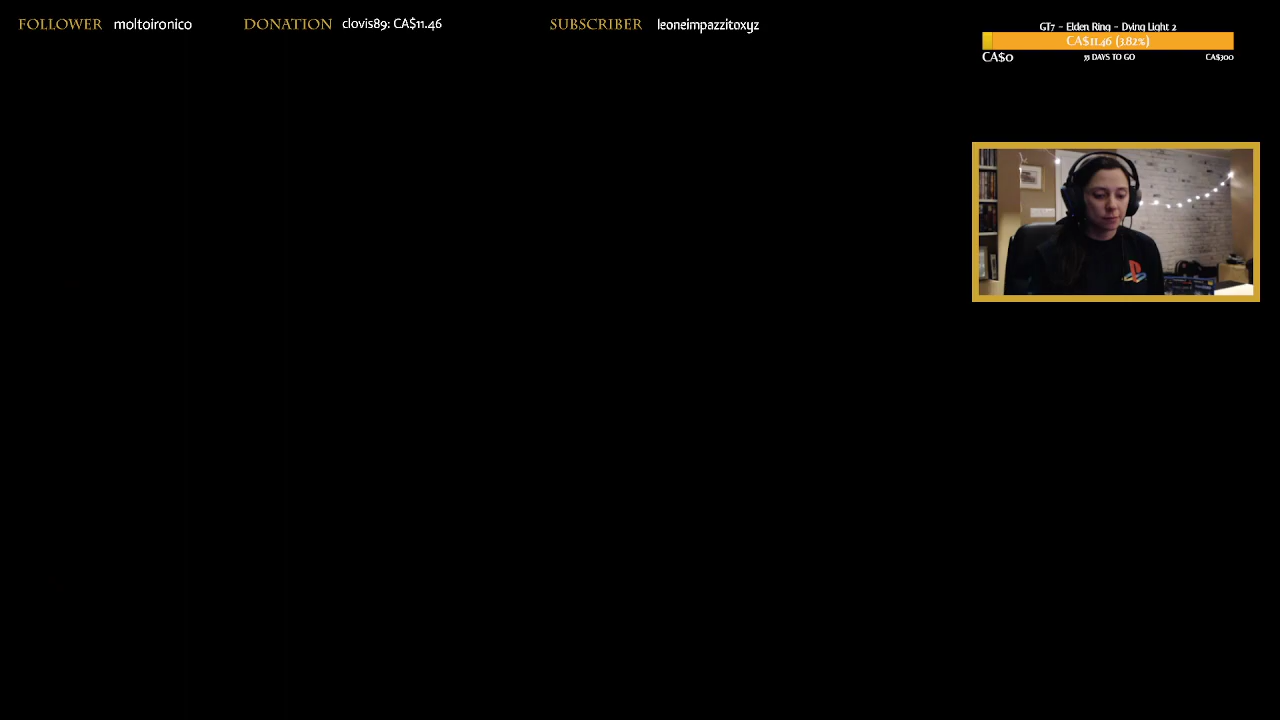 FOLLOWER moltoironico DONATION clovis89: CA$11.46 SUBSCRIBER leoneimpazzitoxyz
GT7 - Elden Ring - Dying Light 2
CA$11.46 (3.82%)
CA$0 33 DAYS TO GO CA$300